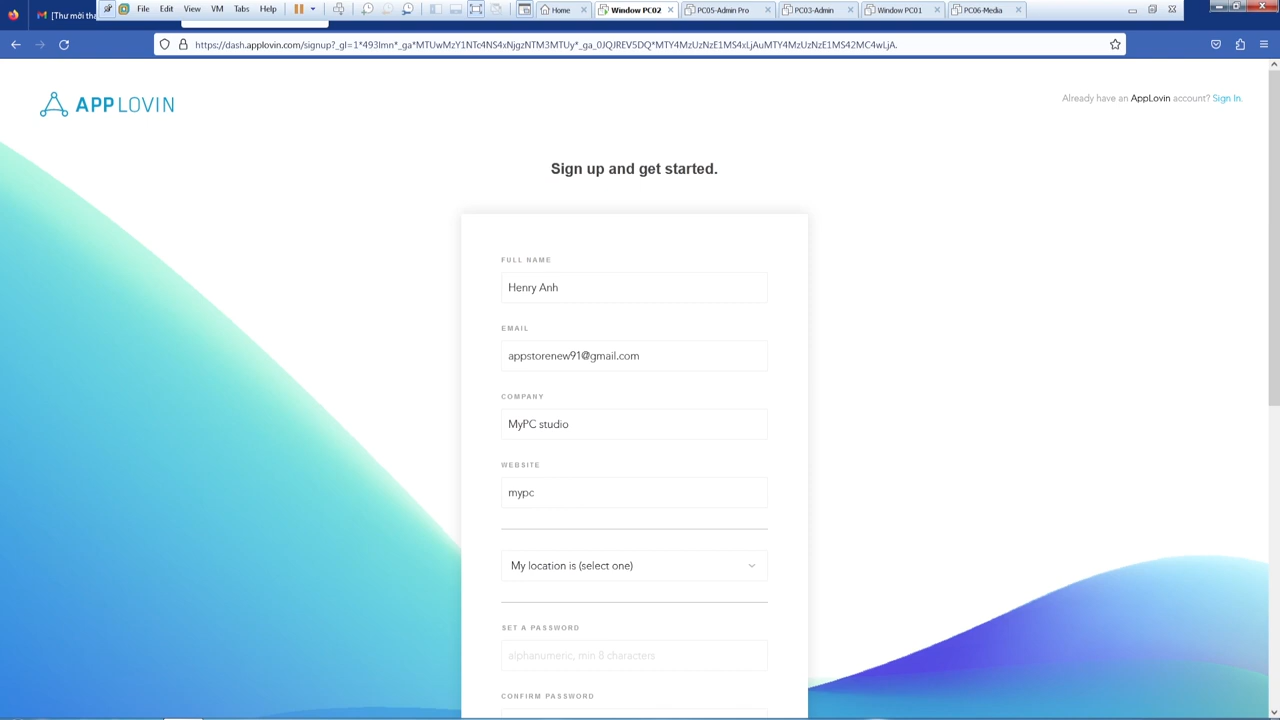 [Thư mời tha
File Edit View VM Tabs Help
Home
Window PC02
PC05-Admin Pro
PC03-Admin
Window PC01
PC06-Media
https://dash.applovin.com/signup?_gl=1*493lmn*_ga*MTUwMzY1NTc4NS4xNjgzNTM3MTUy*_ga_0JQJREV5DQ*MTY4MzUzNzE1MS4xLjAuMTY4MzUzNzE1MS42MC4wLjA.
APPLOVIN
Already have an AppLovin account? Sign In.
Sign up and get started.
FULL NAME
Henry Anh
EMAIL
appstorenew91@gmail.com
COMPANY
MyPC studio
WEBSITE
mypc
My location is (select one)
SET A PASSWORD
alphanumeric, min 8 characters
CONFIRM PASSWORD